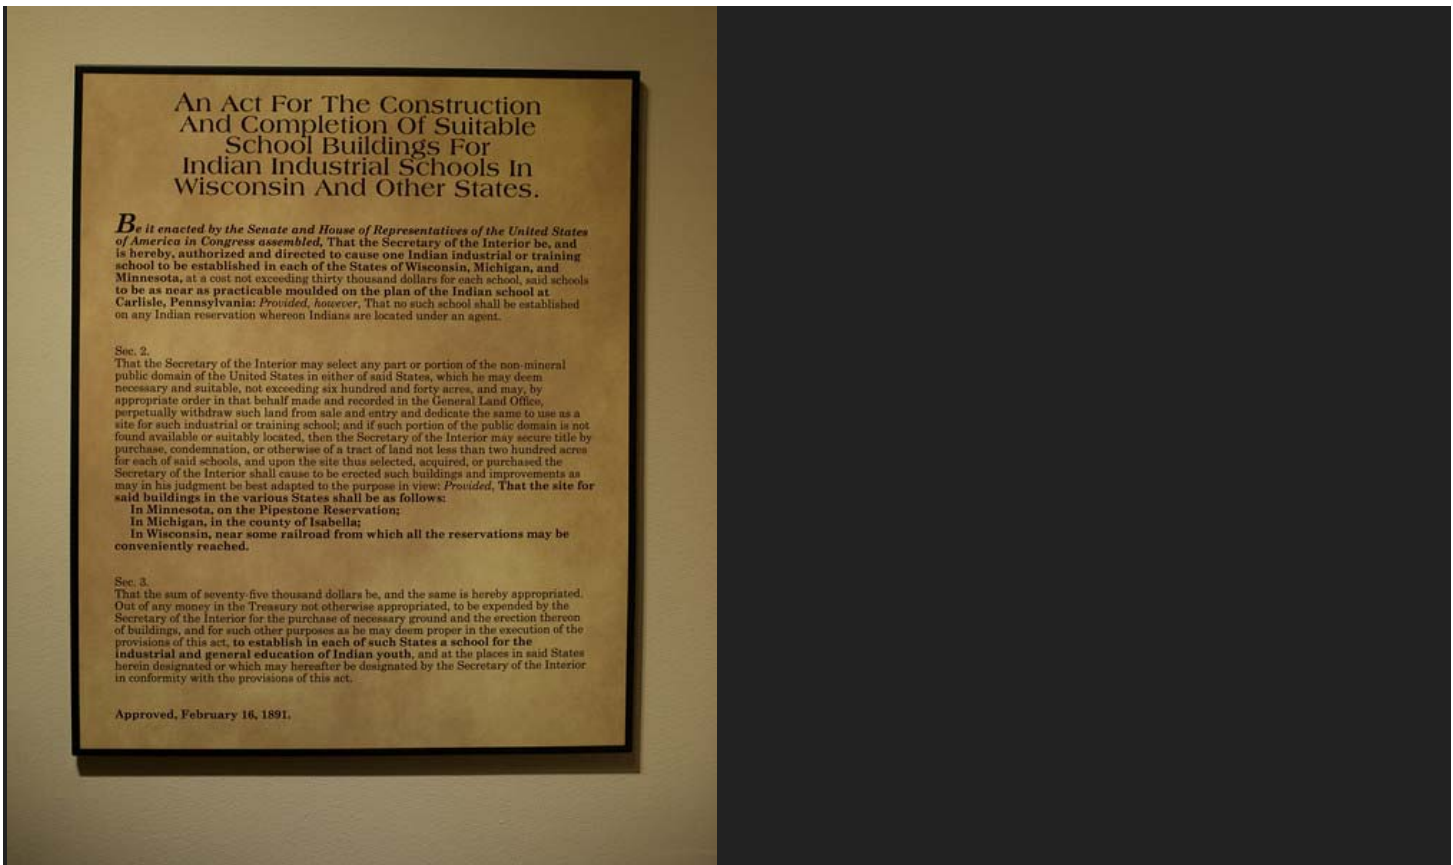 An Act For The Construction
And Completion Of Suitable
School Buildings For
Indian Industrial Schools In
Wisconsin And Other States.
Be it enacted by the Senate and House of Representatives of the United States
of America in Congress assembled, That the Secretary of the Interior be, and
is hereby, authorized and directed to cause one Indian industrial or training
school to be established in each of the States of Wisconsin, Michigan, and
Minnesota, at a cost not exceeding thirty thousand dollars for each school, said schools
to be as near as practicable moulded on the plan of the Indian school at
Carlisle, Pennsylvania: Provided, however, That no such school shall be established
on any Indian reservation whereon Indians are located under an agent.
Sec. 2.
That the Secretary of the Interior may select any part or portion of the non-mineral
public domain of the United States in either of said States, which he may deem
necessary and suitable, not exceeding six hundred and forty acres, and may, by
appropriate order in that behalf made and recorded in the General Land Office,
perpetually withdraw such land from sale and entry and dedicate the same to use as a
site for such industrial or training school; and if such portion of the public domain is not
found available or suitably located, then the Secretary of the Interior may secure title by
purchase, condemnation, or otherwise of a tract of land not less than two hundred acres
for each of said schools, and upon the site thus selected, acquired, or purchased the
Secretary of the Interior shall cause to be erected such buildings and improvements as
may in his judgment be best adapted to the purpose in view: Provided, That the site for
said buildings in the various States shall be as follows:
In Minnesota, on the Pipestone Reservation;
In Michigan, in the county of Isabella;
In Wisconsin, near some railroad from which all the reservations may be
conveniently reached.
Sec. 3.
That the sum of seventy-five thousand dollars be, and the same is hereby appropriated.
Out of any money in the Treasury not otherwise appropriated, to be expended by the
Secretary of the Interior for the purchase of necessary ground and the erection thereon
of buildings, and for such other purposes as he may deem proper in the execution of the
provisions of this act, to establish in each of such States a school for the
industrial and general education of Indian youth, and at the places in said States
herein designated or which may hereafter be designated by the Secretary of the Interior
in conformity with the provisions of this act.
Approved, February 16, 1891.